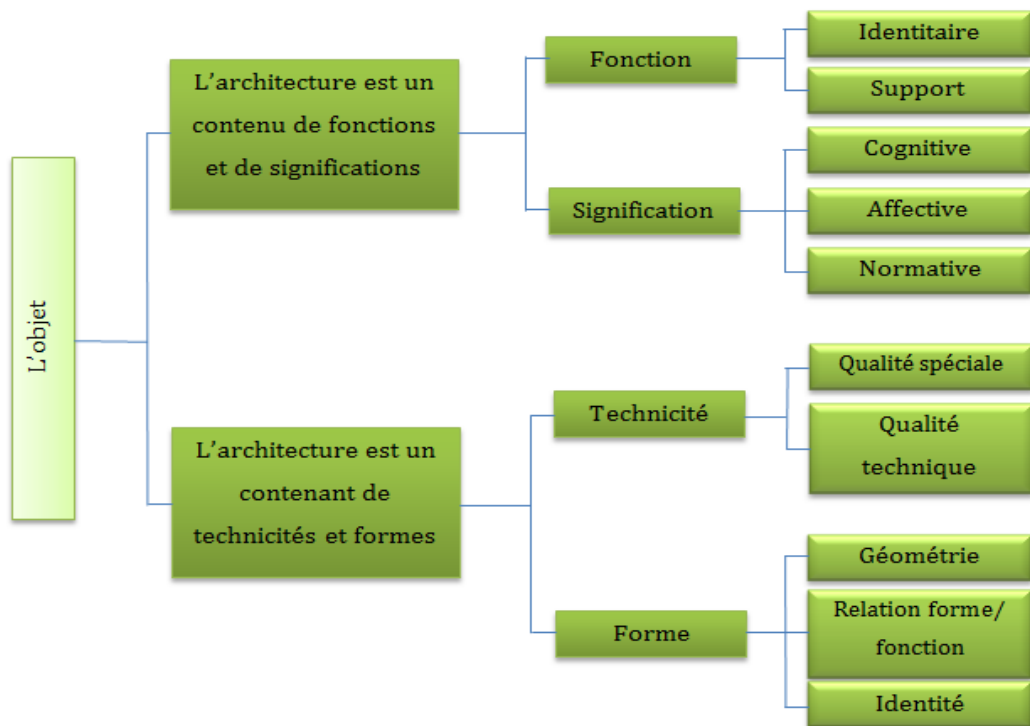 L'objet
L'architecture est un
contenu de fonctions
et de significations
Fonction
Identitaire
Support
Signification
Cognitive
Affective
Normative
L'architecture est un
contenant de
technicités et formes
Technicité
Qualité spéciale
Qualité
technique
Forme
Géométrie
Relation forme/
fonction
Identité